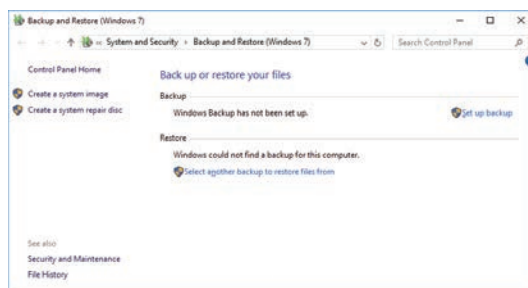 Backup and Restore (Windows 7)
« System and Security › Backup and Restore (Windows 7)
Search Control Panel
Control Panel Home
Create a system image
Create a system repair disc
Back up or restore your files
Backup
Windows Backup has not been set up.
Set up backup
Restore
Windows could not find a backup for this computer.
Select another backup to restore files from
See also
Security and Maintenance
File History